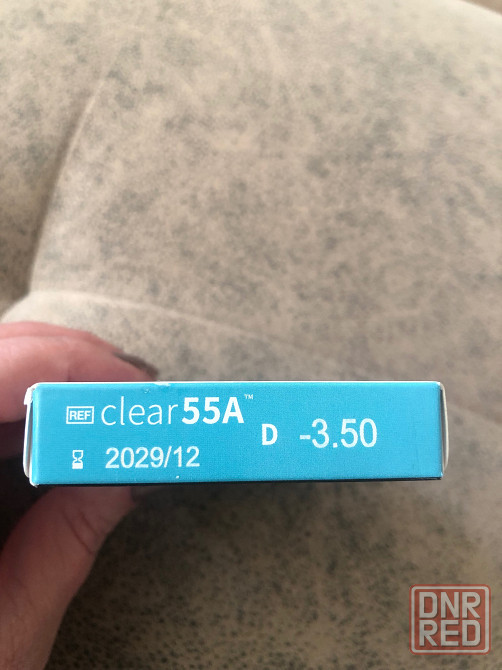 REF clear55A™
D -3.50
2029/12
DNR
RED